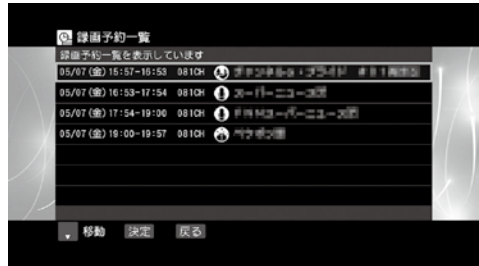 録画予約一覧
録画予約一覧を表示しています
05/07(金)15:57-16:53 081CH
05/07(金)16:53-17:54 081CH
05/07(金)17:54-19:00 081CH
05/07(金)19:00-19:57 081CH
移動 決定 戻る